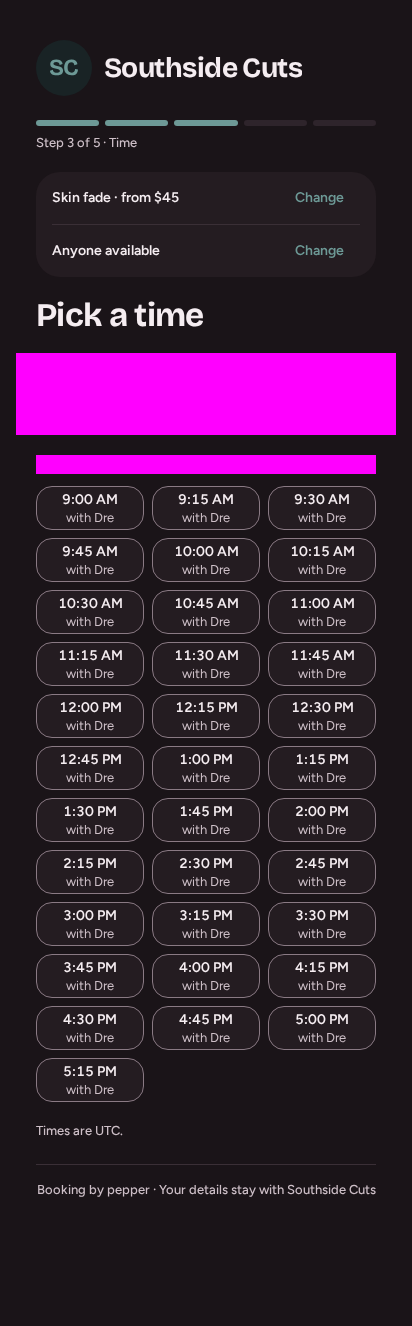 SC
Southside Cuts
Step 3 of 5 · Time
Skin fade · from $45 Change
Anyone available Change
Pick a time
9:00 AM 9:15 AM 9:30 AM
with Dre with Dre with Dre
9:45 AM 10:00 AM 10:15 AM
with Dre with Dre with Dre
10:30 AM 10:45 AM 11:00 AM
with Dre with Dre with Dre
11:15 AM 11:30 AM 11:45 AM
with Dre with Dre with Dre
12:00 PM 12:15 PM 12:30 PM
with Dre with Dre with Dre
12:45 PM 1:00 PM 1:15 PM
with Dre with Dre with Dre
1:30 PM 1:45 PM 2:00 PM
with Dre with Dre with Dre
2:15 PM 2:30 PM 2:45 PM
with Dre with Dre with Dre
3:00 PM 3:15 PM 3:30 PM
with Dre with Dre with Dre
3:45 PM 4:00 PM 4:15 PM
with Dre with Dre with Dre
4:30 PM 4:45 PM 5:00 PM
with Dre with Dre with Dre
5:15 PM
with Dre
Times are UTC.
Booking by pepper · Your details stay with Southside Cuts